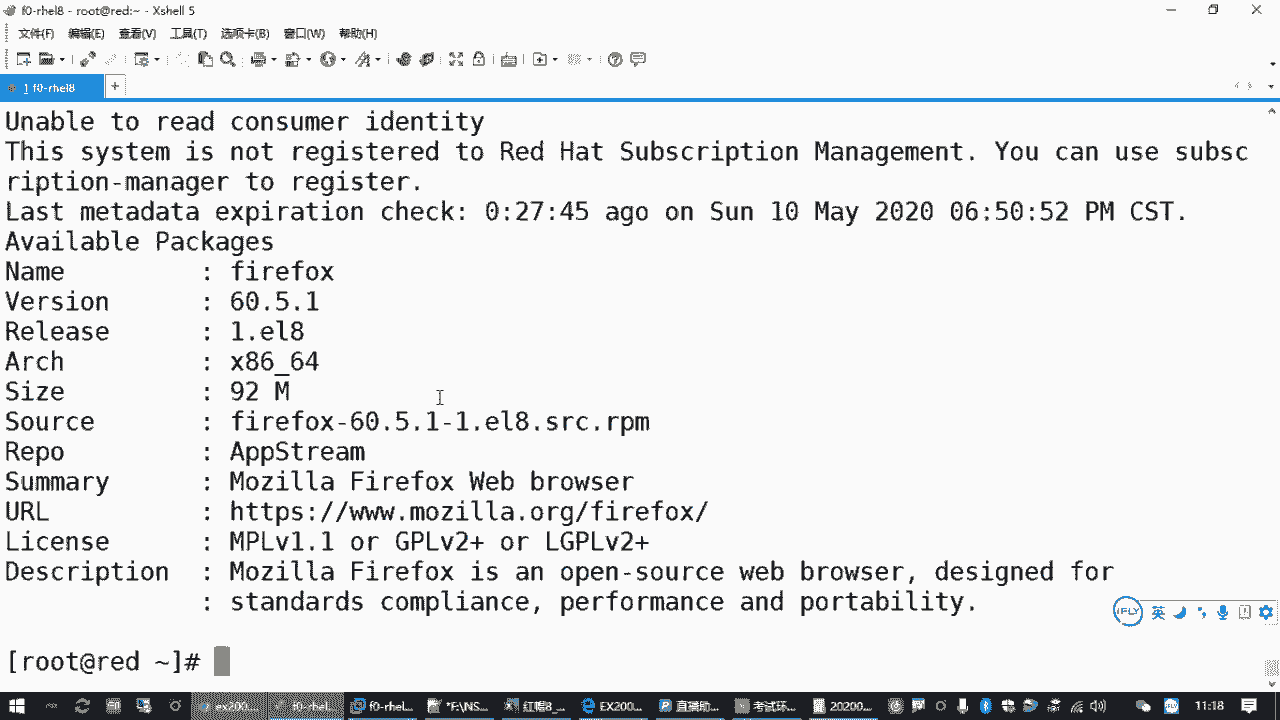 f0-rhel8 - root@red:~ - Xshell 5
文件(F) 编辑(E) 查看(V) 工具(T) 选项卡(B) 窗口(W) 帮助(H)
1 f0-rhel8 +
Unable to read consumer identity
This system is not registered to Red Hat Subscription Management. You can use subsc
ription-manager to register.
Last metadata expiration check: 0:27:45 ago on Sun 10 May 2020 06:50:52 PM CST.
Available Packages
Name : firefox
Version : 60.5.1
Release : 1.el8
Arch : x86_64
Size : 92 M
Source : firefox-60.5.1-1.el8.src.rpm
Repo : AppStream
Summary : Mozilla Firefox Web browser
URL : https://www.mozilla.org/firefox/
License : MPLv1.1 or GPLv2+ or LGPLv2+
Description : Mozilla Firefox is an open-source web browser, designed for
: standards compliance, performance and portability.
iFLY 英
[root@red ~]#
ex200... f0-rhel... f0-rhel... *F:\NS... 红帽8_... EX200... 直播助... 考试环... 20200... 11:18